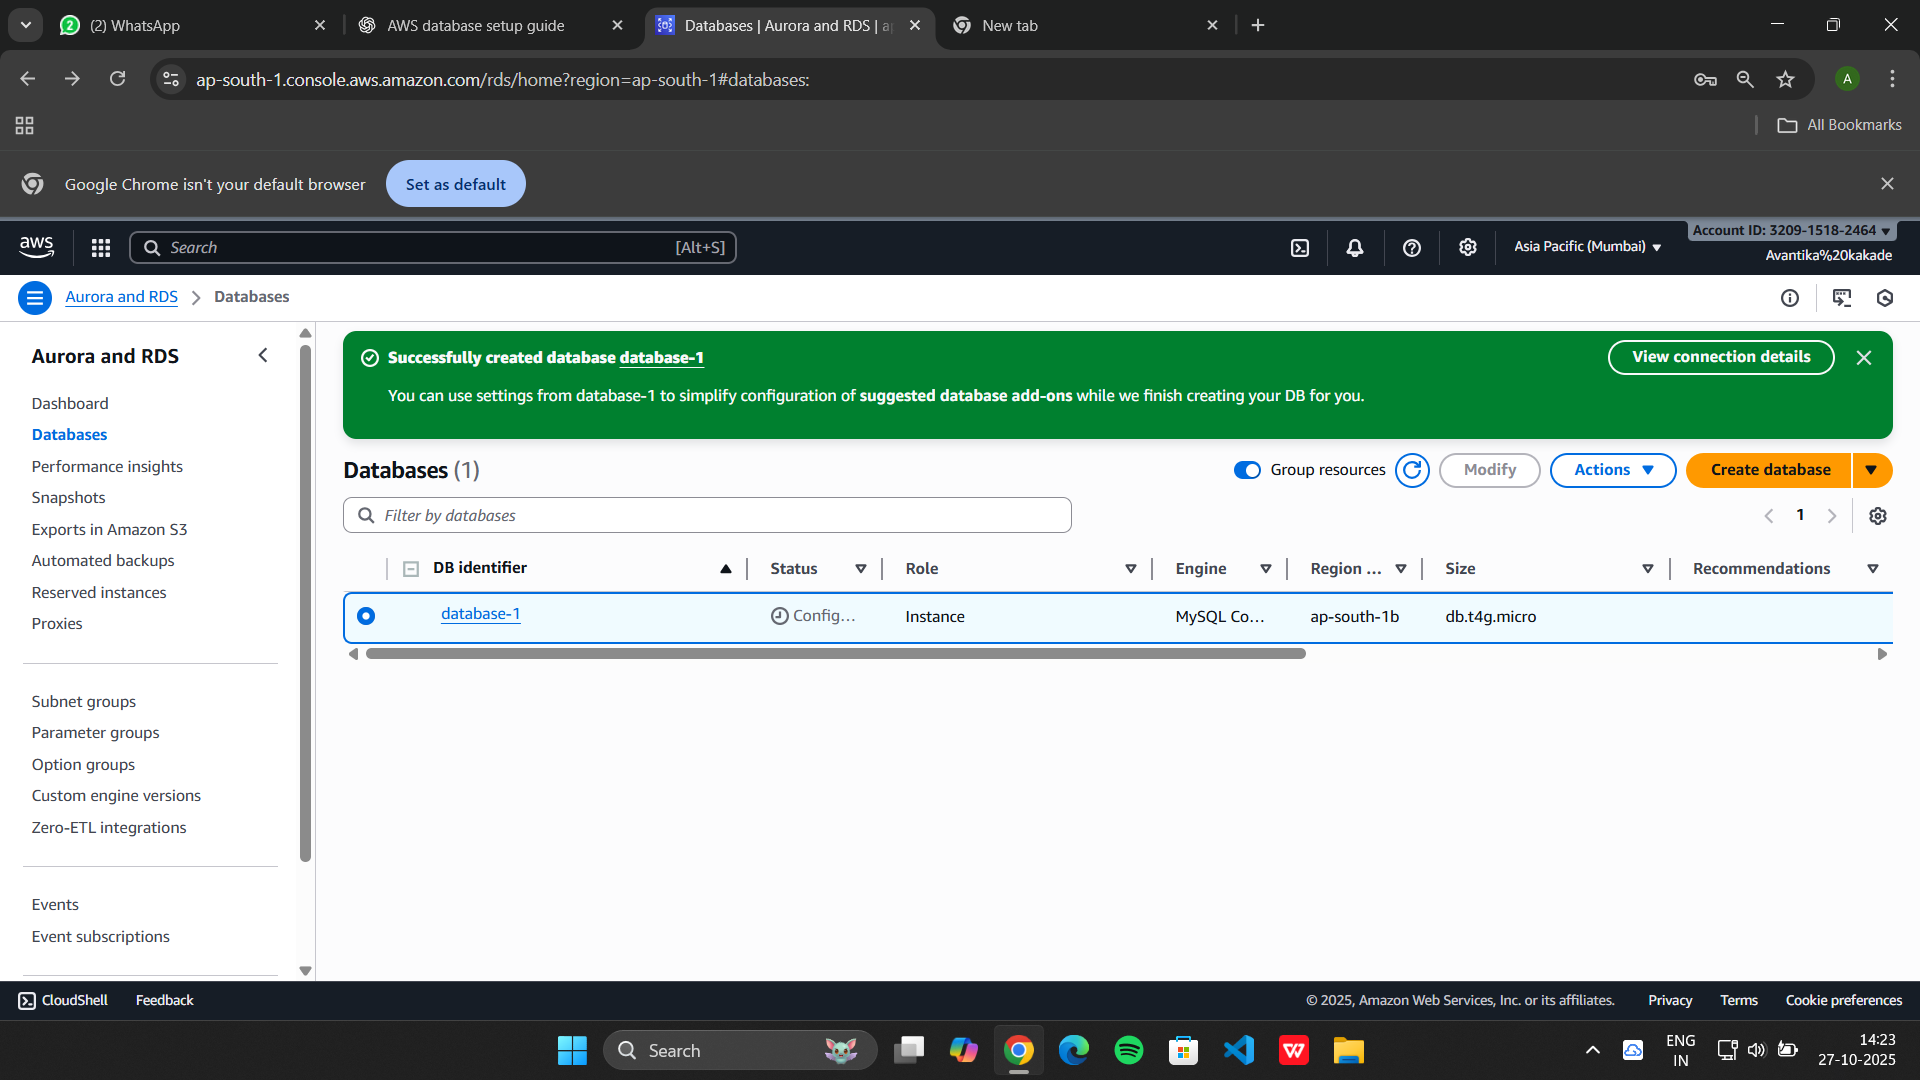 (2) WhatsApp
AWS database setup guide
Databases | Aurora and RDS | a
New tab
ap-south-1.console.aws.amazon.com/rds/home?region=ap-south-1#databases:
A
All Bookmarks
Google Chrome isn't your default browser
Set as default
aws
Search
[Alt+S]
Asia Pacific (Mumbai)
Account ID: 3209-1518-2464
Avantika%20kakade
Aurora and RDS
Databases
Aurora and RDS
Dashboard
Databases
Performance insights
Snapshots
Exports in Amazon S3
Automated backups
Reserved instances
Proxies
Subnet groups
Parameter groups
Option groups
Custom engine versions
Zero-ETL integrations
Events
Event subscriptions
Successfully created database database-1
View connection details
You can use settings from database-1 to simplify configuration of suggested database add-ons while we finish creating your DB for you.
Databases (1)
Group resources
Modify
Actions
Create database
Filter by databases
1
DB identifier
Status
Role
Engine
Region ...
Size
Recommendations
database-1
Config...
Instance
MySQL Co...
ap-south-1b
db.t4g.micro
CloudShell
Feedback
© 2025, Amazon Web Services, Inc. or its affiliates.
Privacy
Terms
Cookie preferences
Search
ENG
IN
14:23
27-10-2025